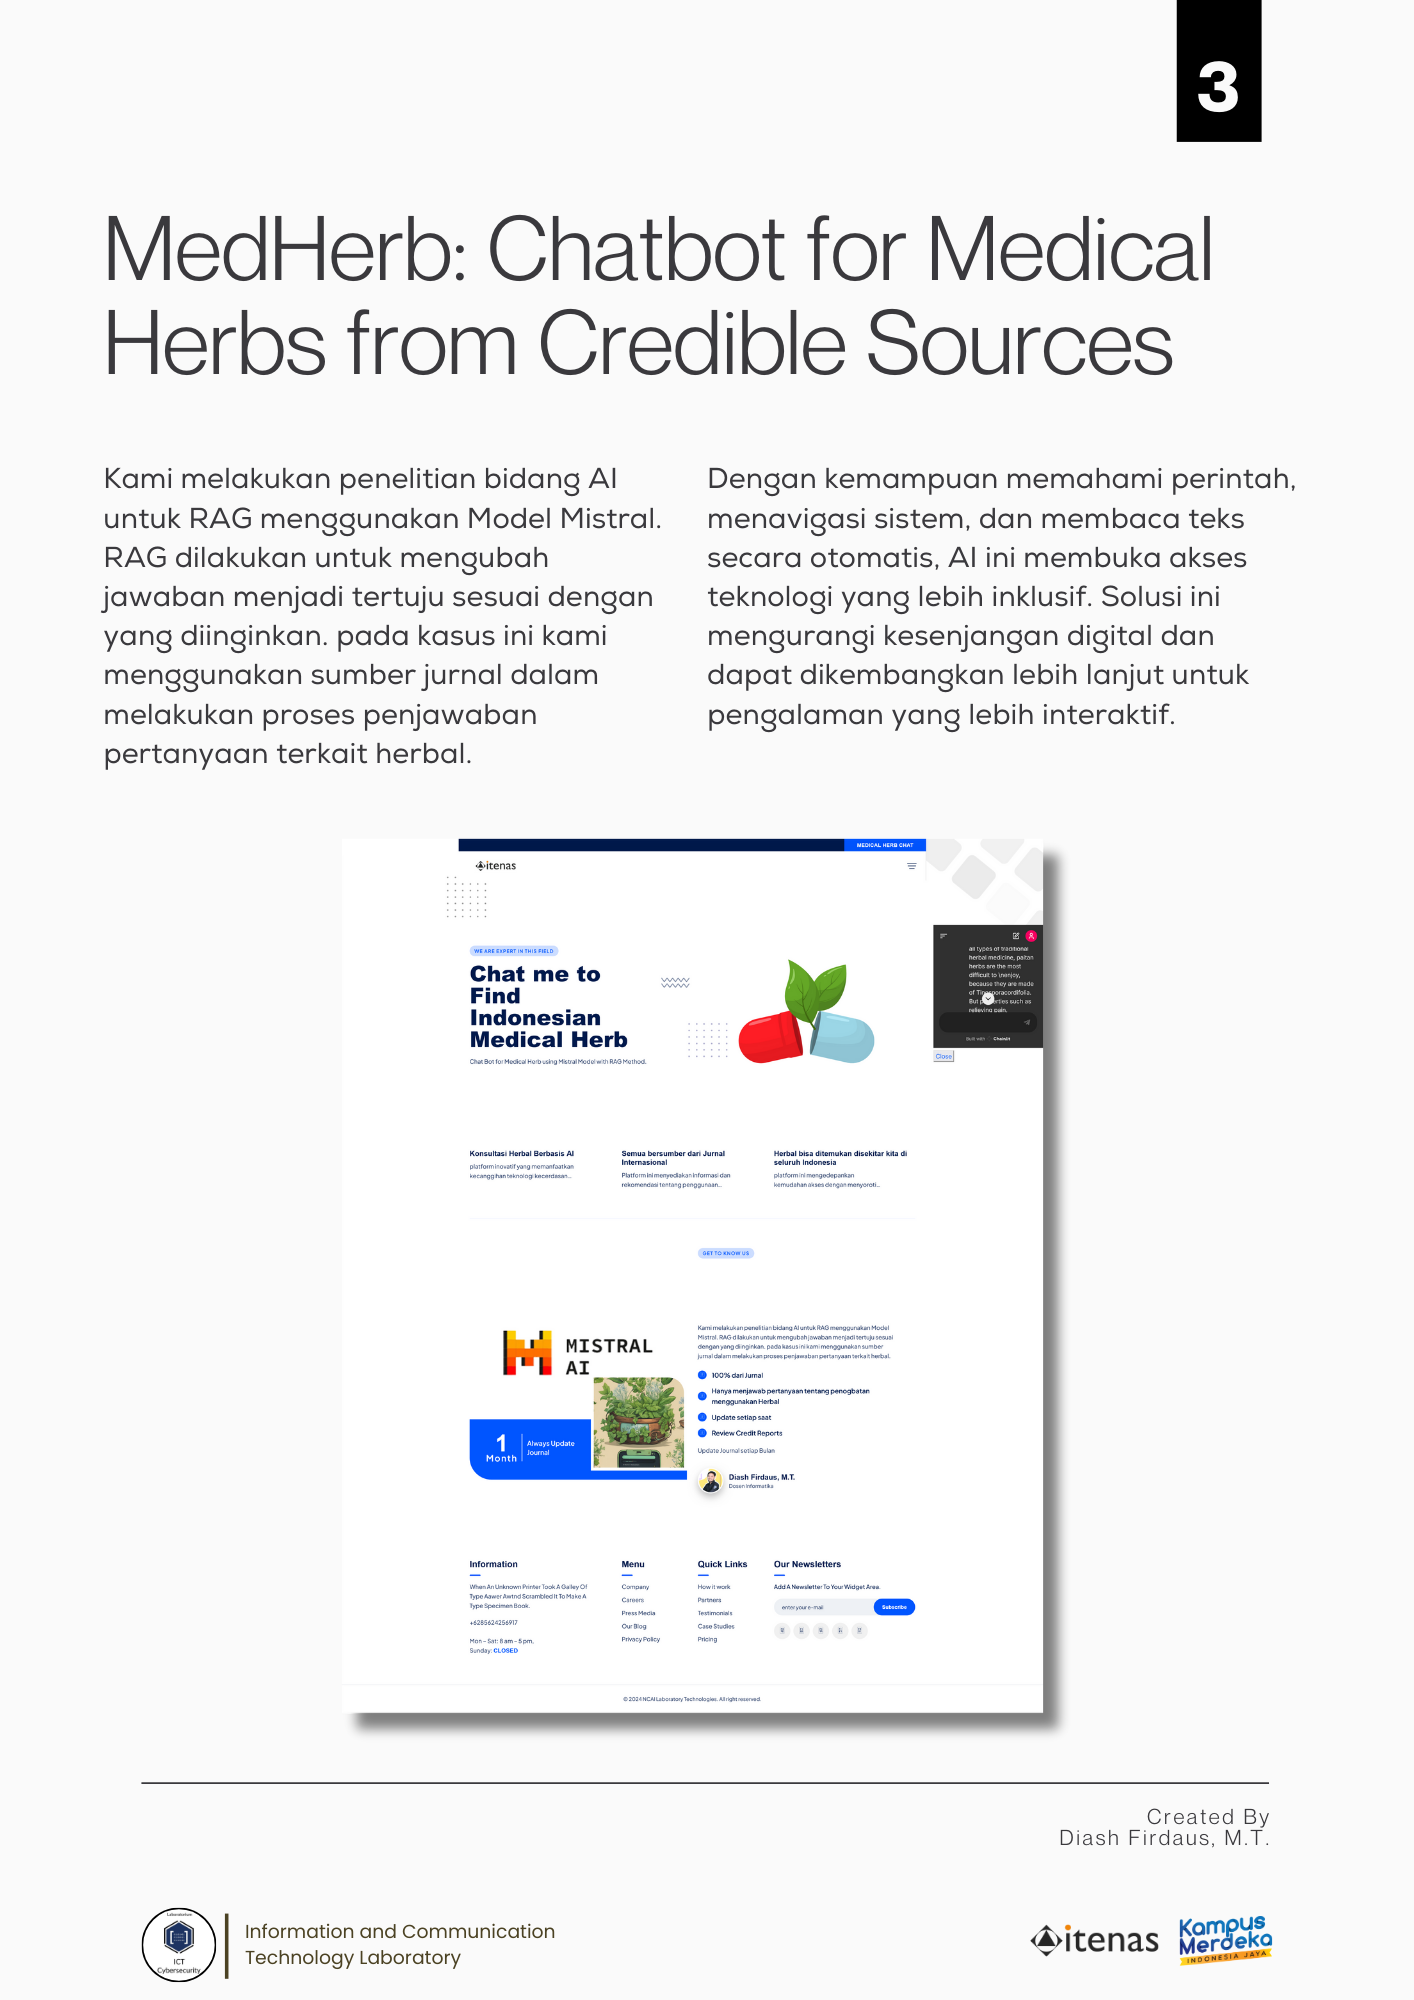 3
MedHerb: Chatbot for Medical
Herbs from Credible Sources
Kami melakukan penelitian bidang AI
untuk RAG menggunakan Model Mistral.
RAG dilakukan untuk mengubah
jawaban menjadi tertuju sesuai dengan
yang diinginkan. pada kasus ini kami
menggunakan sumber jurnal dalam
melakukan proses penjawaban
pertanyaan terkait herbal.
Dengan kemampuan memahami perintah,
menavigasi sistem, dan membaca teks
secara otomatis, AI ini membuka akses
teknologi yang lebih inklusif. Solusi ini
mengurangi kesenjangan digital dan
dapat dikembangkan lebih lanjut untuk
pengalaman yang lebih interaktif.
MEDICAL HERB CHAT
itenas
WE ARE EXPERT IN THIS FIELD
Chat me to
Find
Indonesian
Medical Herb
Chat Bot for Medical Herb using Mistral Model with RAG Method.
all types of traditional
herbal medicine, paitan
herbs are the most
difficult to \nenjoy,
because they are made
of Tinosporacordifolia.
But properties such as
relieving pain.
Built with Chainlit
Close
Konsultasi Herbal Berbasis AI
platform inovatif yang memanfaatkan
kecanggihan teknologi kecerdasan...
Semua bersumber dari Jurnal
Internasional
Platform ini menyediakan informasi dan
rekomendasi tentang penggunaan...
Herbal bisa ditemukan disekitar kita di
seluruh Indonesia
platform ini mengedepankan
kemudahan akses dengan menyoroti...
GET TO KNOW US
MISTRAL
AI
1
Month
Always Update
Journal
Kami melakukan penelitian bidang AI untuk RAG menggunakan Model
Mistral. RAG dilakukan untuk mengubah jawaban menjadi tertuju sesuai
dengan yang diinginkan. pada kasus ini kami menggunakan sumber
jurnal dalam melakukan proses penjawaban pertanyaan terkait herbal.
100% dari Jurnal
Hanya menjawab pertanyaan tentang penogbatan
menggunakan Herbal
Update setiap saat
Review Credit Reports
Update Journal setiap Bulan
Diash Firdaus, M.T.
Dosen Informatika
Information
When An Unknown Printer Took A Galley Of
Type Aawer Awtnd Scrambled It To Make A
Type Specimen Book.
+6285624256917
Mon – Sat: 8 am – 5 pm,
Sunday: CLOSED
Menu
Company
Careers
Press Media
Our Blog
Privacy Policy
Quick Links
How it work
Partners
Testimonials
Case Studies
Pricing
Our Newsletters
Add A Newsletter To Your Widget Area.
enter your e-mail
Subscribe
© 2024 NCAI Laboratory Technologies. All right reserved.
Created By
Diash Firdaus, M.T.
Laboratorium
ICT
Cybersecurity
Information and Communication
Technology Laboratory
itenas
Kampus
Merdeka
INDONESIA JAYA